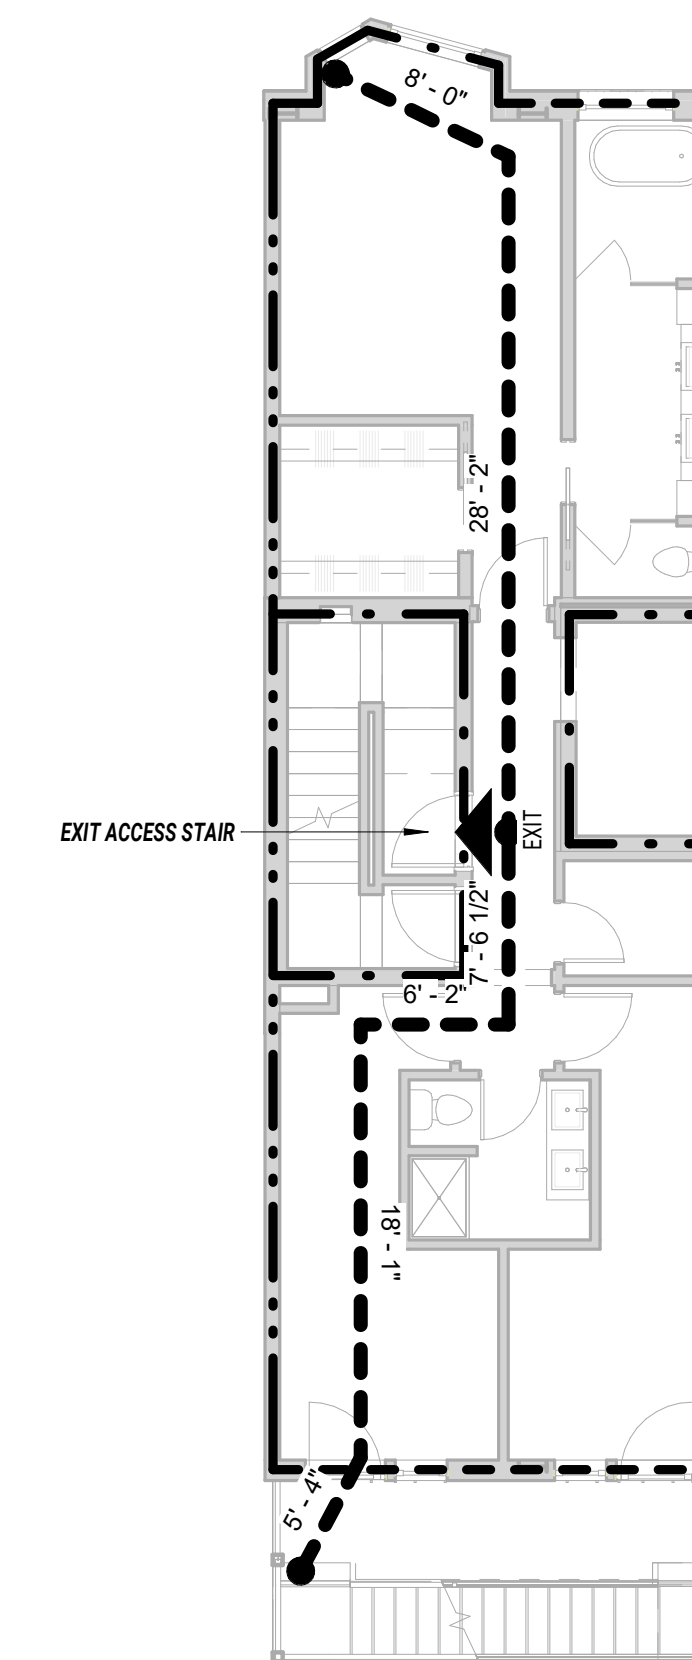 8' - 0"
28' - 2"
EXIT ACCESS STAIR
EXIT
7' - 6 1/2"
6' - 2"
18' - 1"
5' - 4"